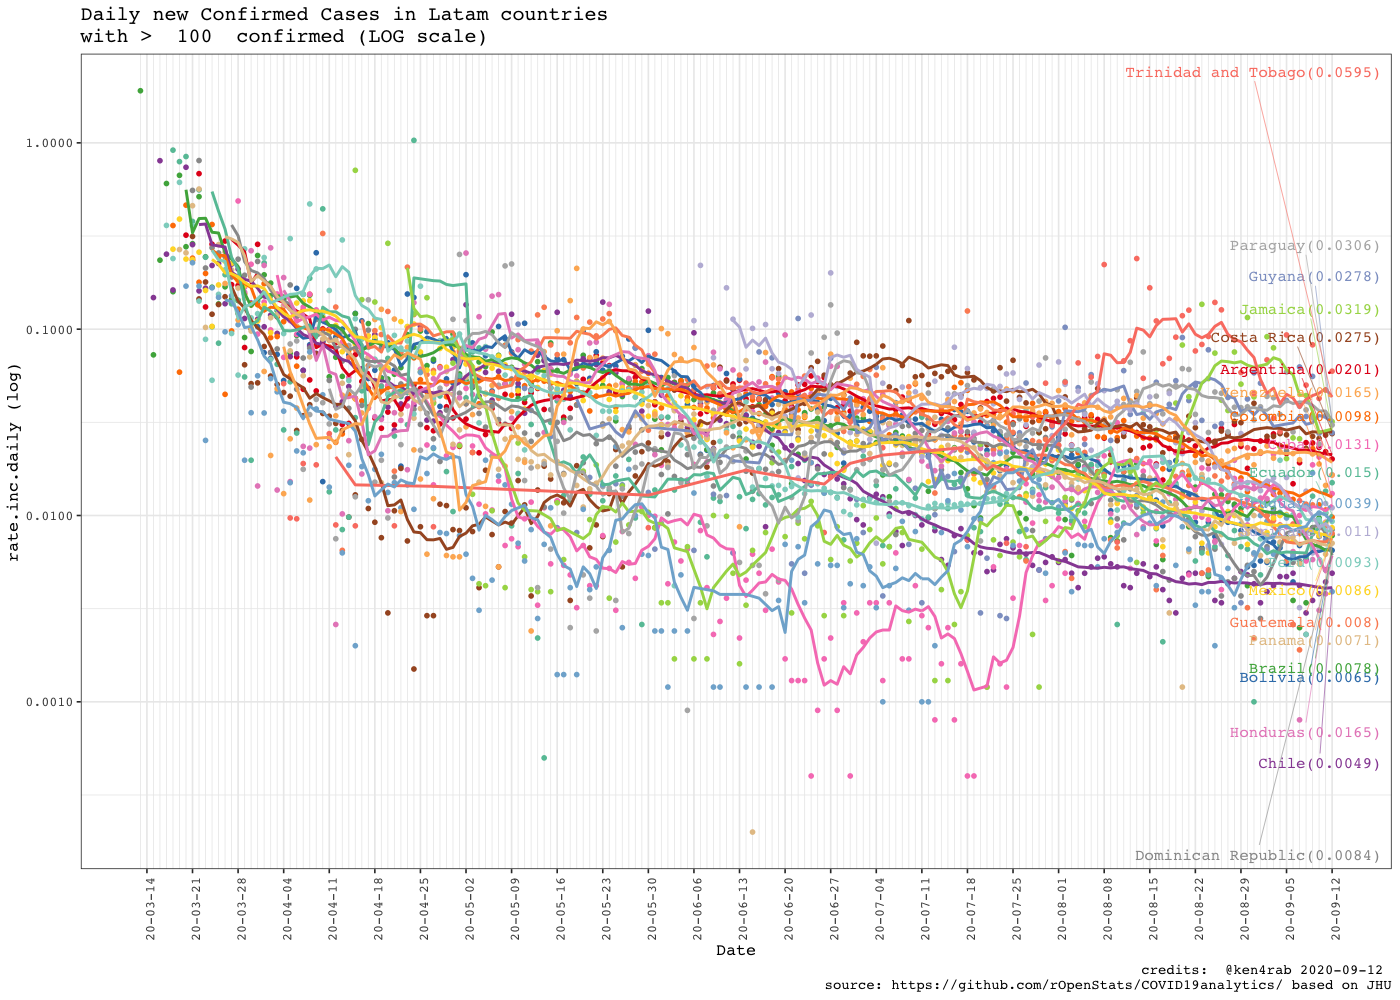 Daily new Confirmed Cases in Latam countries
with >  100  confirmed (LOG scale)
Trinidad and Tobago(0.0595)
1.0000
Paraguay(0.0306)
Guyana(0.0278)
Jamaica(0.0319)
0.1000
Costa Rica(0.0275)
Argentina(0.0201)
Colombia(0.0098)
Ecuador(0.015)
0.0100
Mexico(0.0086)
Guatemala(0.008)
Panama(0.0071)
Brazil(0.0078)
Bolivia(0.0065)
0.0010
Honduras(0.0165)
Chile(0.0049)
Dominican Republic(0.0084)
rate.inc.daily (log)
20-03-14
20-03-21
20-03-28
20-04-04
20-04-11
20-04-18
20-04-25
20-05-02
20-05-09
20-05-16
20-05-23
20-05-30
20-06-06
20-06-13
20-06-20
20-06-27
20-07-04
20-07-11
20-07-18
20-07-25
20-08-01
20-08-08
20-08-15
20-08-22
20-08-29
20-09-05
20-09-12
Date
credits:  @ken4rab 2020-09-12
source: https://github.com/rOpenStats/COVID19analytics/ based on JHU